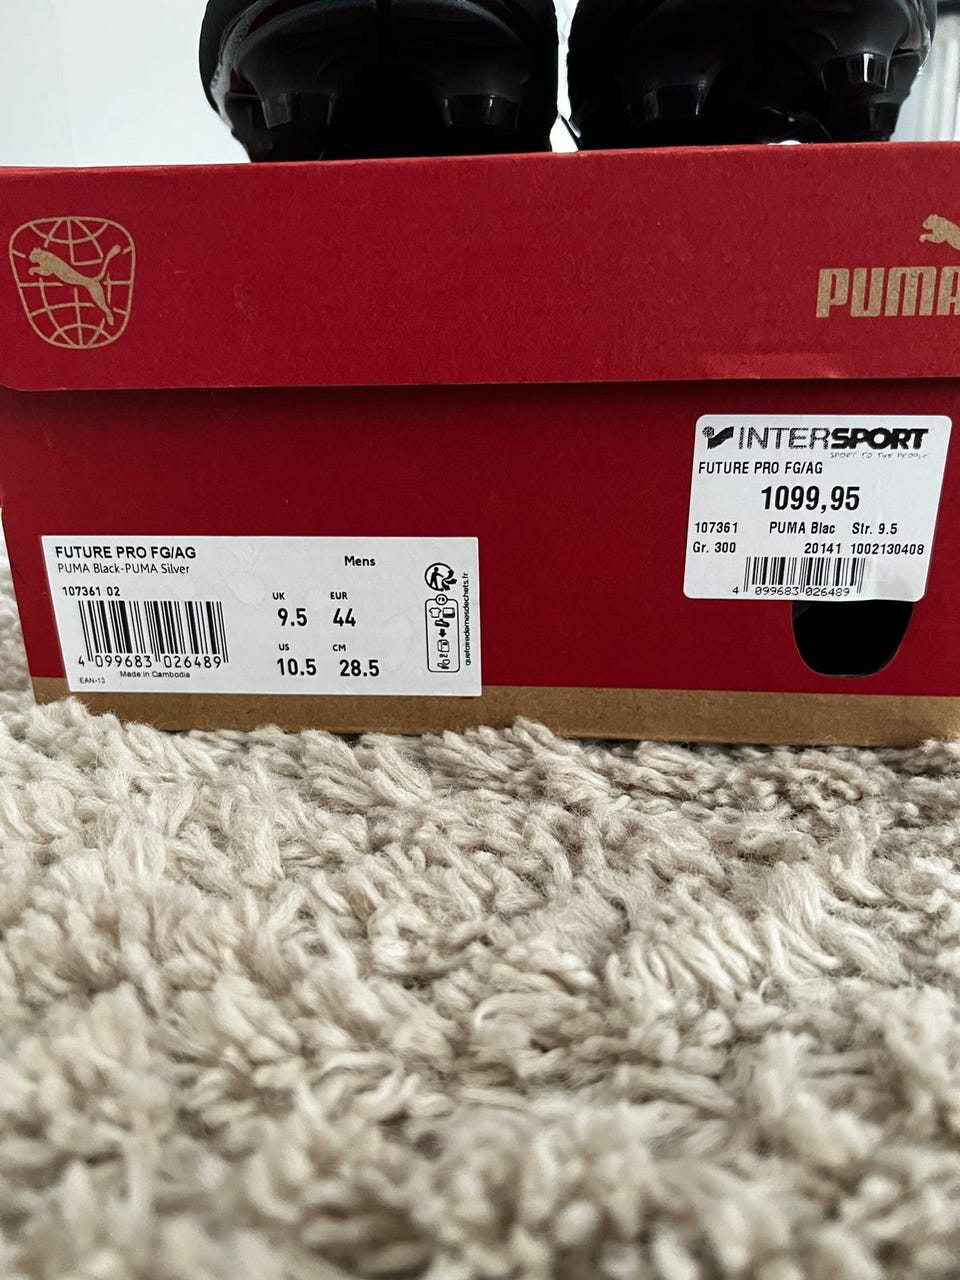 PUMA
INTERSPORT
SPORT TO THE PEOPLE
FUTURE PRO FG/AG
1099,95
107361 PUMA Blac Str. 9.5
Gr. 300 20141 1002130408
4 099683 026489
FUTURE PRO FG/AG
PUMA Black-PUMA Silver
Mens
107361 02
UK EUR
9.5 44
US CM
10.5 28.5
4 099683 026489
EAN-13 Made in Cambodia
FR
quefairedemesdechets.fr